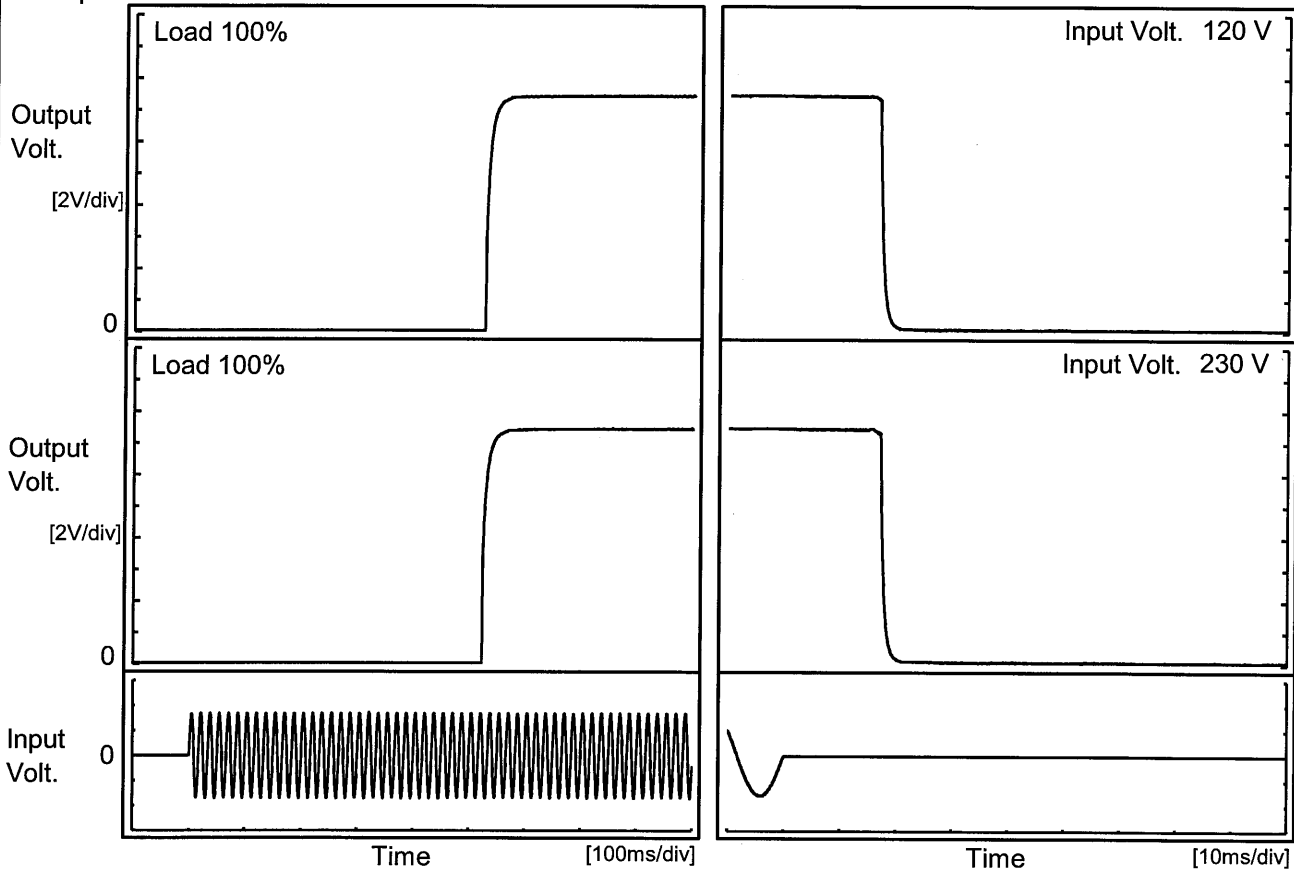 Load 100%
Input Volt. 120 V
Output
Volt.
[2V/div]
0
Load 100%
Input Volt. 230 V
Output
Volt.
[2V/div]
0
Input
Volt.
0
Time
[100ms/div]
Time
[10ms/div]